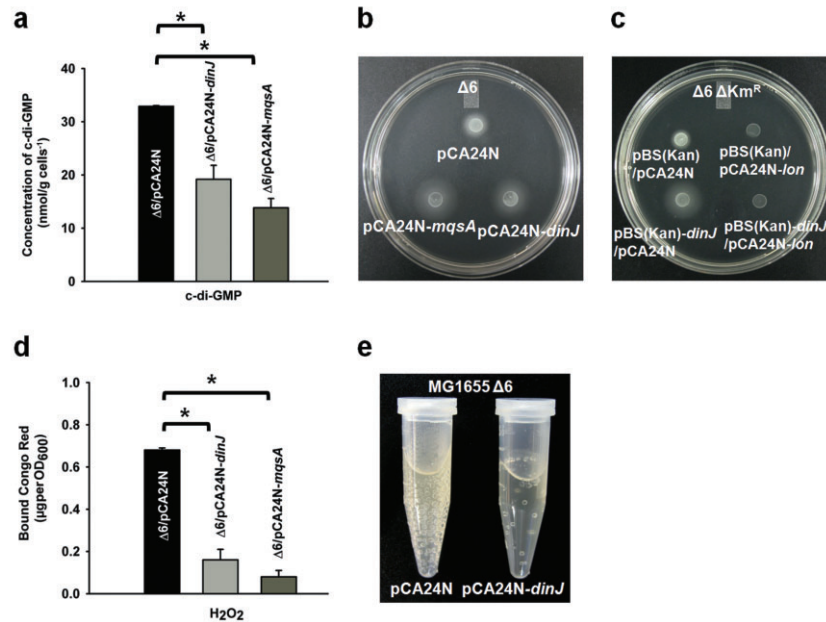 a
*
*
Concentration of c-di-GMP
(nmol/g cells⁻¹)
40
30
20
10
0
Δ6/pCA24N
Δ6/pCA24N-dinJ
Δ6/pCA24N-mqsA
c-di-GMP
b
Δ6
pCA24N
pCA24N-mqsA
pCA24N-dinJ
c
Δ6 ΔKmᴿ
pBS(Kan)
/pCA24N
pBS(Kan)/
pCA24N-lon
pBS(Kan)-dinJ
/pCA24N
pBS(Kan)-dinJ
/pCA24N-lon
d
*
*
Bound Congo Red
(µgper OD₆₀₀)
1.0
0.8
0.6
0.4
0.2
0.0
Δ6/pCA24N
Δ6/pCA24N-dinJ
Δ6/pCA24N-mqsA
H₂O₂
e
MG1655 Δ6
pCA24N
pCA24N-dinJ